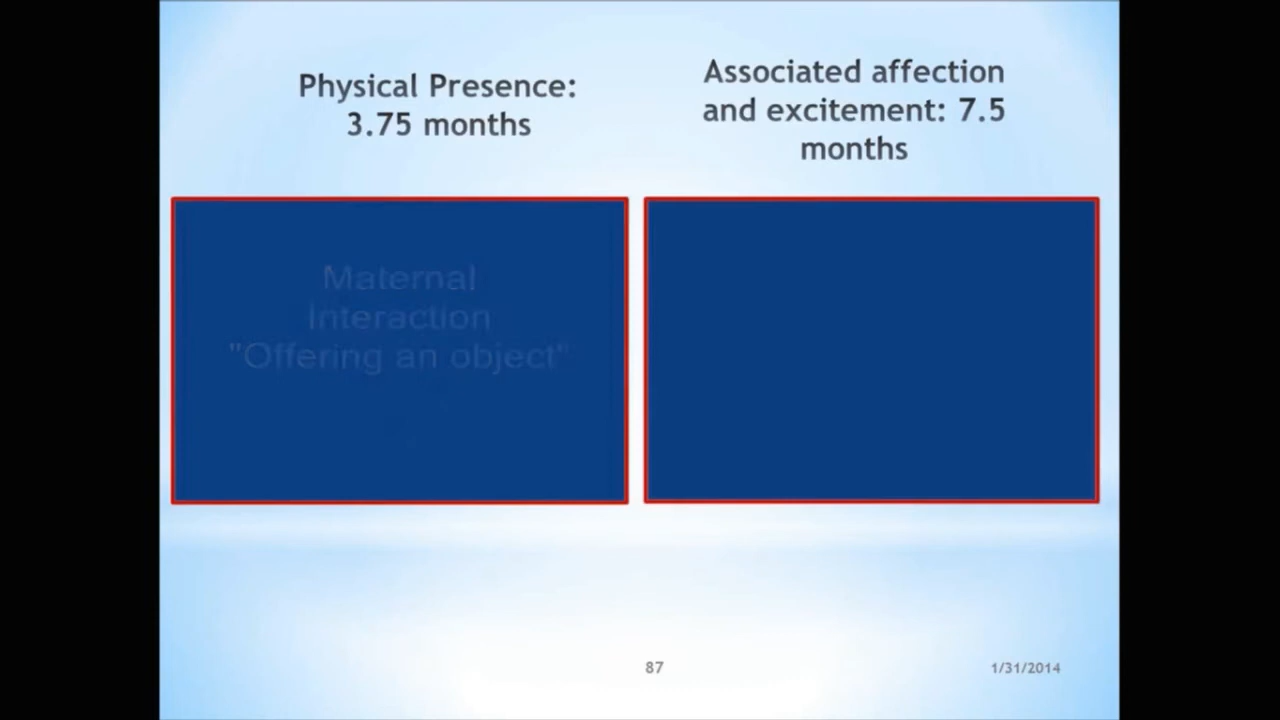 Physical Presence:
3.75 months
Associated affection
and excitement: 7.5
months
Maternal
Interaction
"Offering an object"
87
1/31/2014